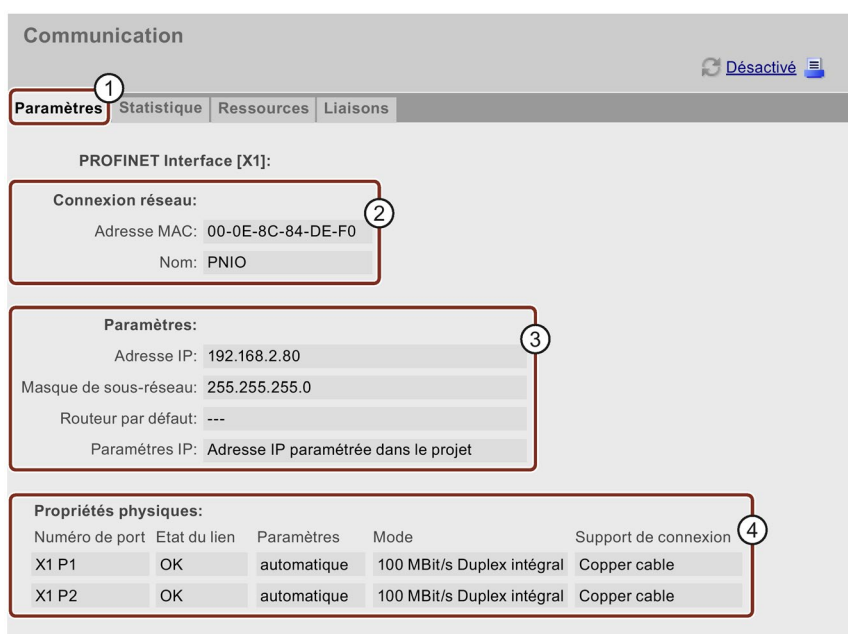 Communication
Désactivé
1
Paramètres Statistique Ressources Liaisons
PROFINET Interface [X1]:
Connexion réseau:
2
Adresse MAC: 00-0E-8C-84-DE-F0
Nom: PNIO
Paramètres:
3
Adresse IP: 192.168.2.80
Masque de sous-réseau: 255.255.255.0
Routeur par défaut: ---
Paramétres IP: Adresse IP paramétrée dans le projet
Propriétés physiques:
4
Numéro de port Etat du lien Paramètres Mode Support de connexion
X1 P1 OK automatique 100 MBit/s Duplex intégral Copper cable
X1 P2 OK automatique 100 MBit/s Duplex intégral Copper cable